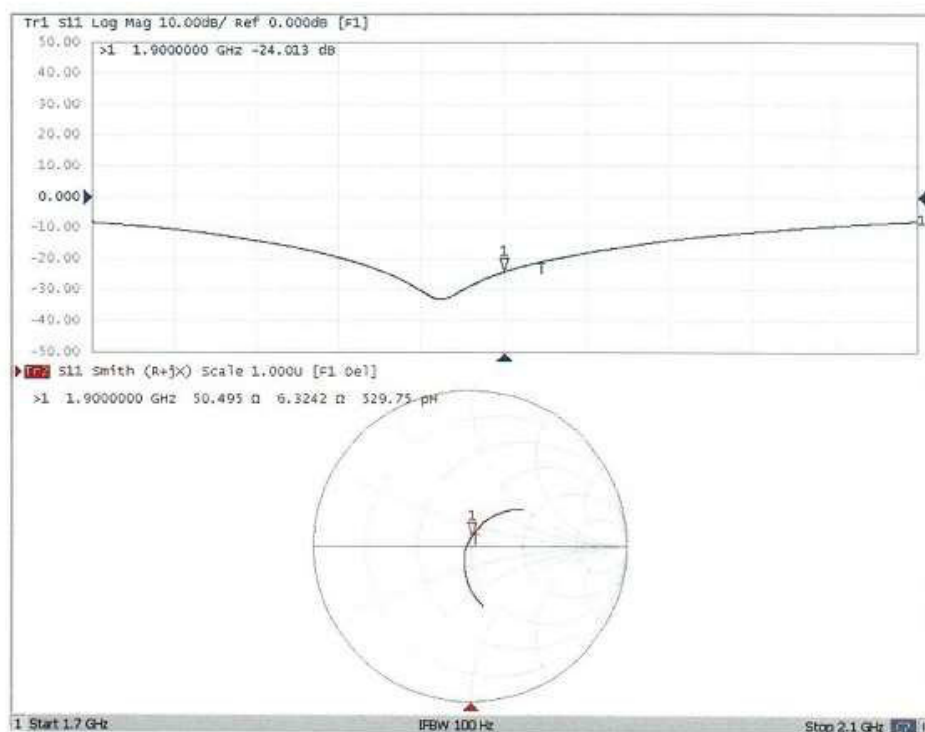 Tr1 S11 Log Mag 10.00dB/ Ref 0.000dB [F1]
50.00
>1 1.9000000 GHz -24.013 dB
40.00
30.00
20.00
10.00
0.000
-10.00
1
-20.00
1
-30.00
-40.00
-50.00
Tr2 S11 Smith (R+jX) Scale 1.000U [F1 Del]
>1 1.9000000 GHz 50.495 Ω 6.3242 Ω 529.75 pH
1
1 Start 1.7 GHz IFBW 100 Hz Stop 2.1 GHz C2